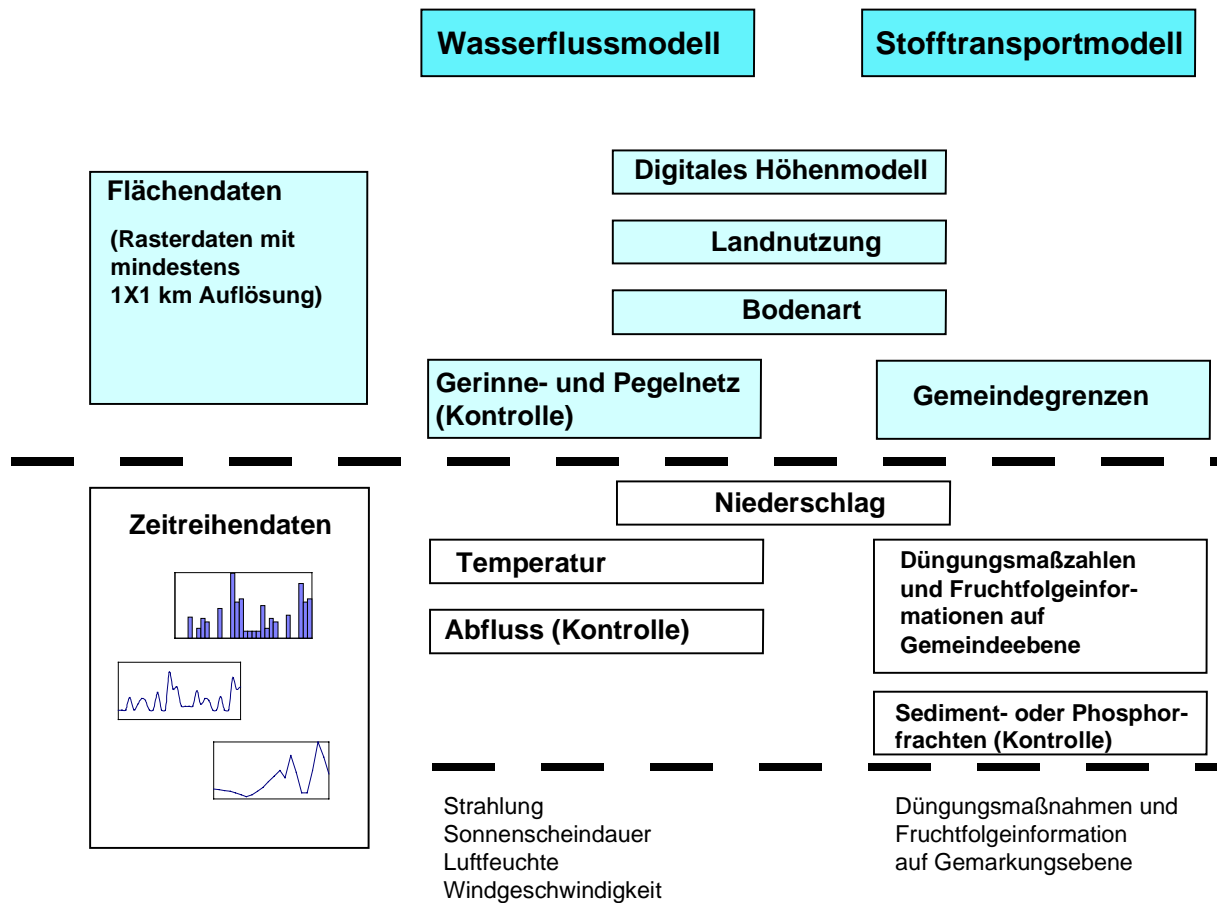 Wasserflussmodell
Stofftransportmodell
Flächendaten
(Rasterdaten mit
mindestens
1X1 km Auflösung)
Digitales Höhenmodell
Landnutzung
Bodenart
Gerinne- und Pegelnetz
(Kontrolle)
Gemeindegrenzen
Zeitreihendaten
Niederschlag
Temperatur
Abfluss (Kontrolle)
Düngungsmaßzahlen
und Fruchtfolgeinfor-
mationen auf
Gemeindeebene
Sediment- oder Phosphor-
frachten (Kontrolle)
Strahlung
Sonnenscheindauer
Luftfeuchte
Windgeschwindigkeit
Düngungsmaßnahmen und
Fruchtfolgeinformation
auf Gemarkungsebene